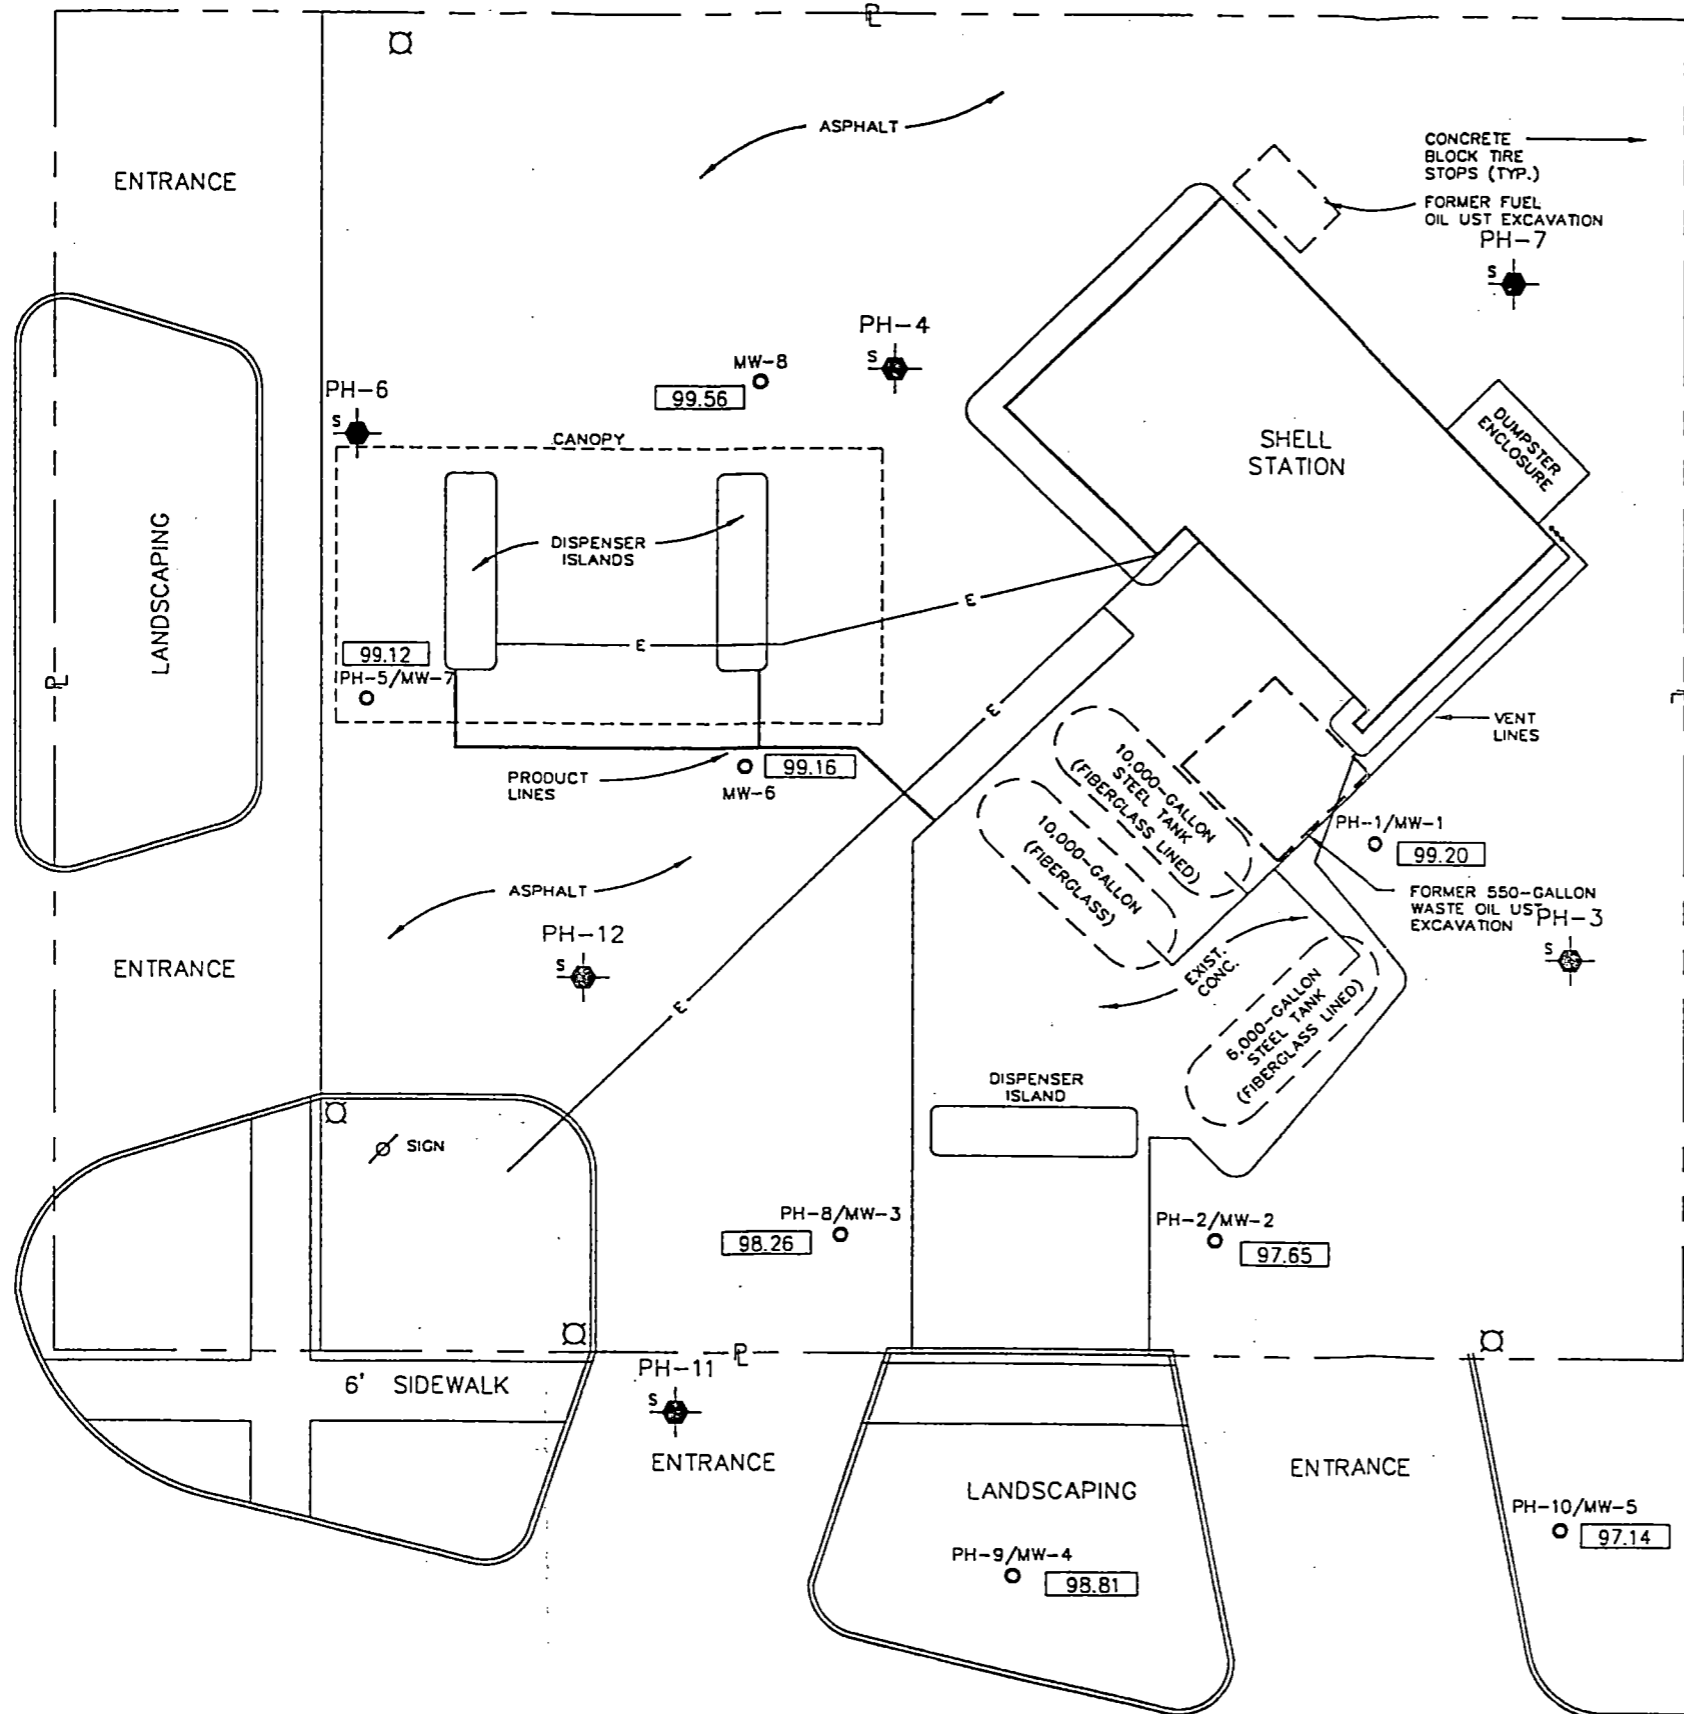 PL
ASPHALT
ENTRANCE
CONCRETE
BLOCK TIRE
STOPS (TYP.)
FORMER FUEL
OIL UST EXCAVATION
PH-7
S
PH-4
S
MW-8
99.56
PH-6
S
CANOPY
SHELL
STATION
DUMPSTER
ENCLOSURE
DISPENSER
ISLANDS
LANDSCAPING
E
E
99.12
PH-5/MW-7
PL
E
VENT
LINES
10,000-GALLON
STEEL TANK
(FIBERGLASS LINED)
10,000-GALLON
(FIBERGLASS)
PRODUCT
LINES
99.16
MW-6
PH-1/MW-1
99.20
ASPHALT
FORMER 550-GALLON
WASTE OIL UST
EXCAVATION
PH-3
S
PH-12
S
ENTRANCE
EXIST.
CONC.
E
6,000-GALLON
STEEL TANK
(FIBERGLASS LINED)
DISPENSER
ISLAND
SIGN
PH-8/MW-3
98.26
PH-2/MW-2
97.65
PL
6' SIDEWALK
PH-11
S
ENTRANCE
LANDSCAPING
ENTRANCE
PH-10/MW-5
97.14
PH-9/MW-4
98.81